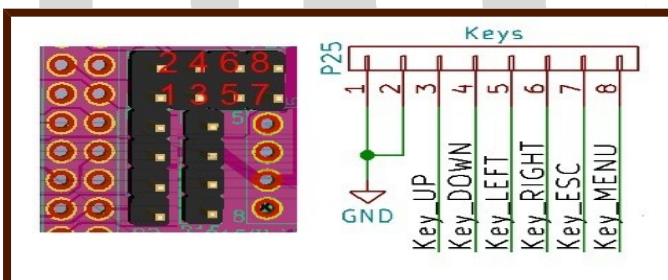 2 4 6 8
1 3 5 7
5
8
Keys
P25
1 2 3 4 5 6 7 8
GND
Key_UP
Key_DOWN
Key_LEFT
Key_RIGHT
Key_ESC
Key_MENU